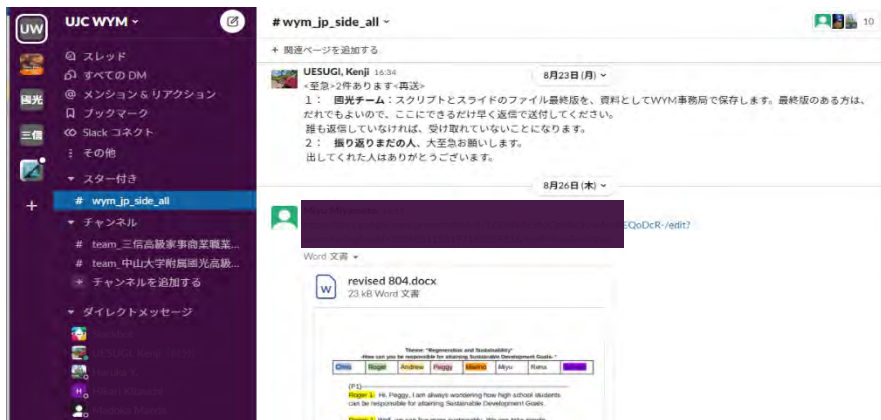 UW
UJC WYM
国光
三信
スレッド
すべての DM
メンション & リアクション
ブックマーク
Slack コネクト
その他
スター付き
# wym_jp_side_all
チャンネル
# team_三信高級家事商業職業...
# team_中山大学附属國光高級...
+ チャンネルを追加する
ダイレクトメッセージ
#wym_jp_side_all
10
+ 関連ページを追加する
8月23日 (月)
UESUGI, Kenji 16:34
<至急>2件あります<再送>
1： 國光チーム：スクリプトとスライドのファイル最終版を、資料としてWYM事務局で保存します。最終版のある方は、
だれでもよいので、ここにできるだけ早く返信で送付してください。
誰も返信していなければ、受け取れていないことになります。
2： 振り返りまだの人、大至急お願いします。
出してくれた人はありがとうございます。
8月26日 (木)
EQoDcR-/edit?
Word 文書
W
revised 804.docx
23 kB Word 文書
Theme: "Regeneration and Sustainability"
-How can you be responsible for attaining Sustainable Development Goals- "
Chris Roger Andrew Peggy Marino Miyu Rena
(P1)
Roger 1: Hi, Peggy, I am always wondering how high school students
can be responsible for attaining Sustainable Development Goals.